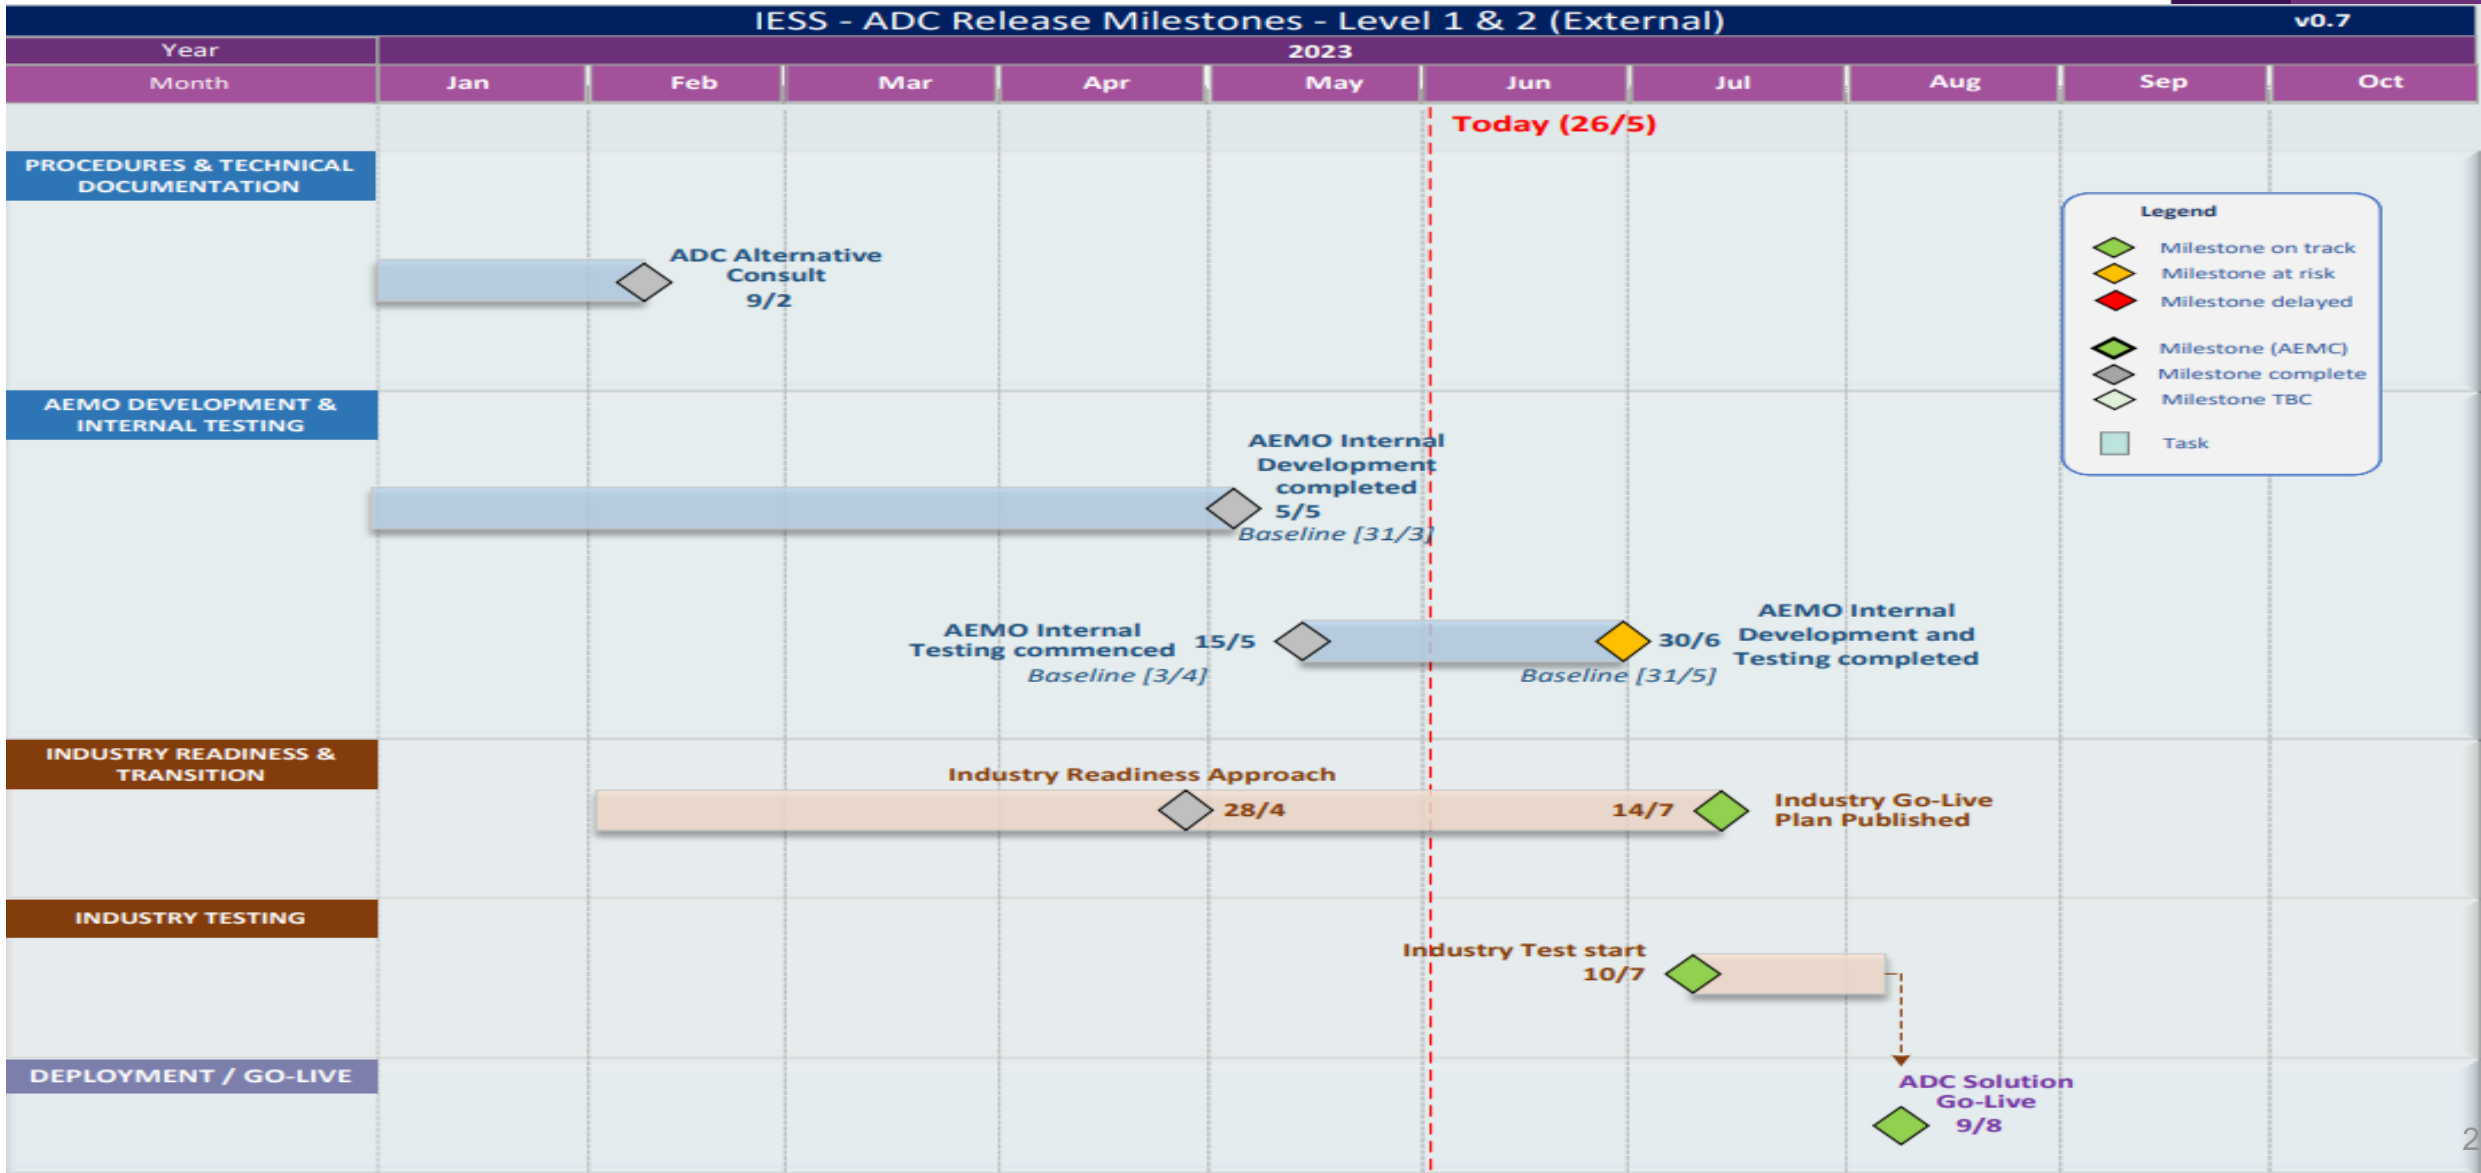 IESS - ADC Release Milestones - Level 1 & 2 (External)
v0.7
Year
2023
Month
Jan
Feb
Mar
Apr
May
Jun
Jul
Aug
Sep
Oct
Today (26/5)
PROCEDURES & TECHNICAL
DOCUMENTATION
Legend
Milestone on track
Milestone at risk
Milestone delayed
Milestone (AEMC)
Milestone complete
Milestone TBC
Task
ADC Alternative
Consult
9/2
AEMO DEVELOPMENT &
INTERNAL TESTING
AEMO Internal
Development
completed
5/5
Baseline [31/3]
AEMO Internal
Testing commenced
15/5
Baseline [3/4]
30/6
Baseline [31/5]
AEMO Internal
Development and
Testing completed
INDUSTRY READINESS &
TRANSITION
Industry Readiness Approach
28/4
14/7
Industry Go-Live
Plan Published
INDUSTRY TESTING
Industry Test start
10/7
DEPLOYMENT / GO-LIVE
ADC Solution
Go-Live
9/8
2